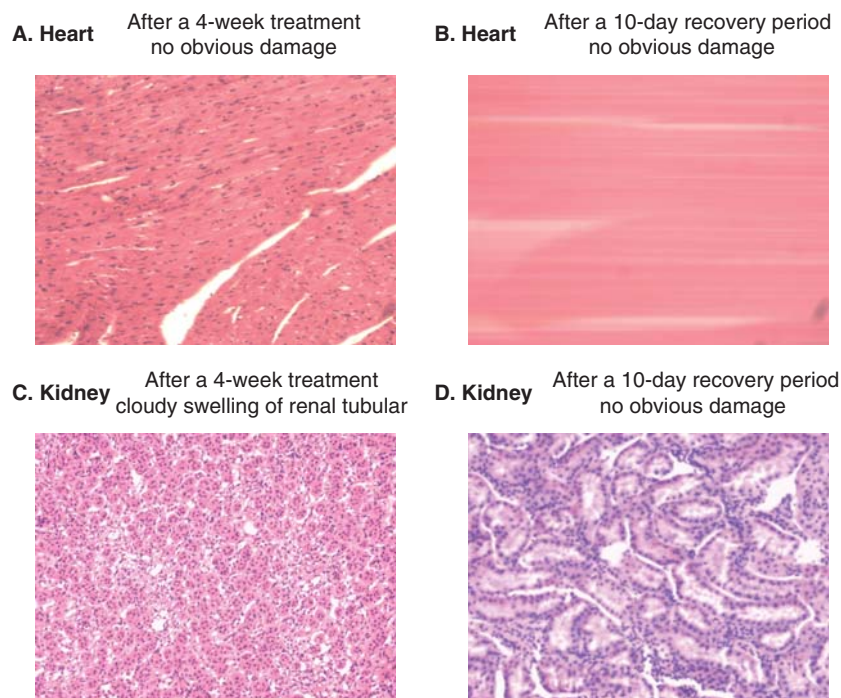 A. Heart
After a 4-week treatment
no obvious damage
B. Heart
After a 10-day recovery period
no obvious damage
C. Kidney
After a 4-week treatment
cloudy swelling of renal tubular
D. Kidney
After a 10-day recovery period
no obvious damage